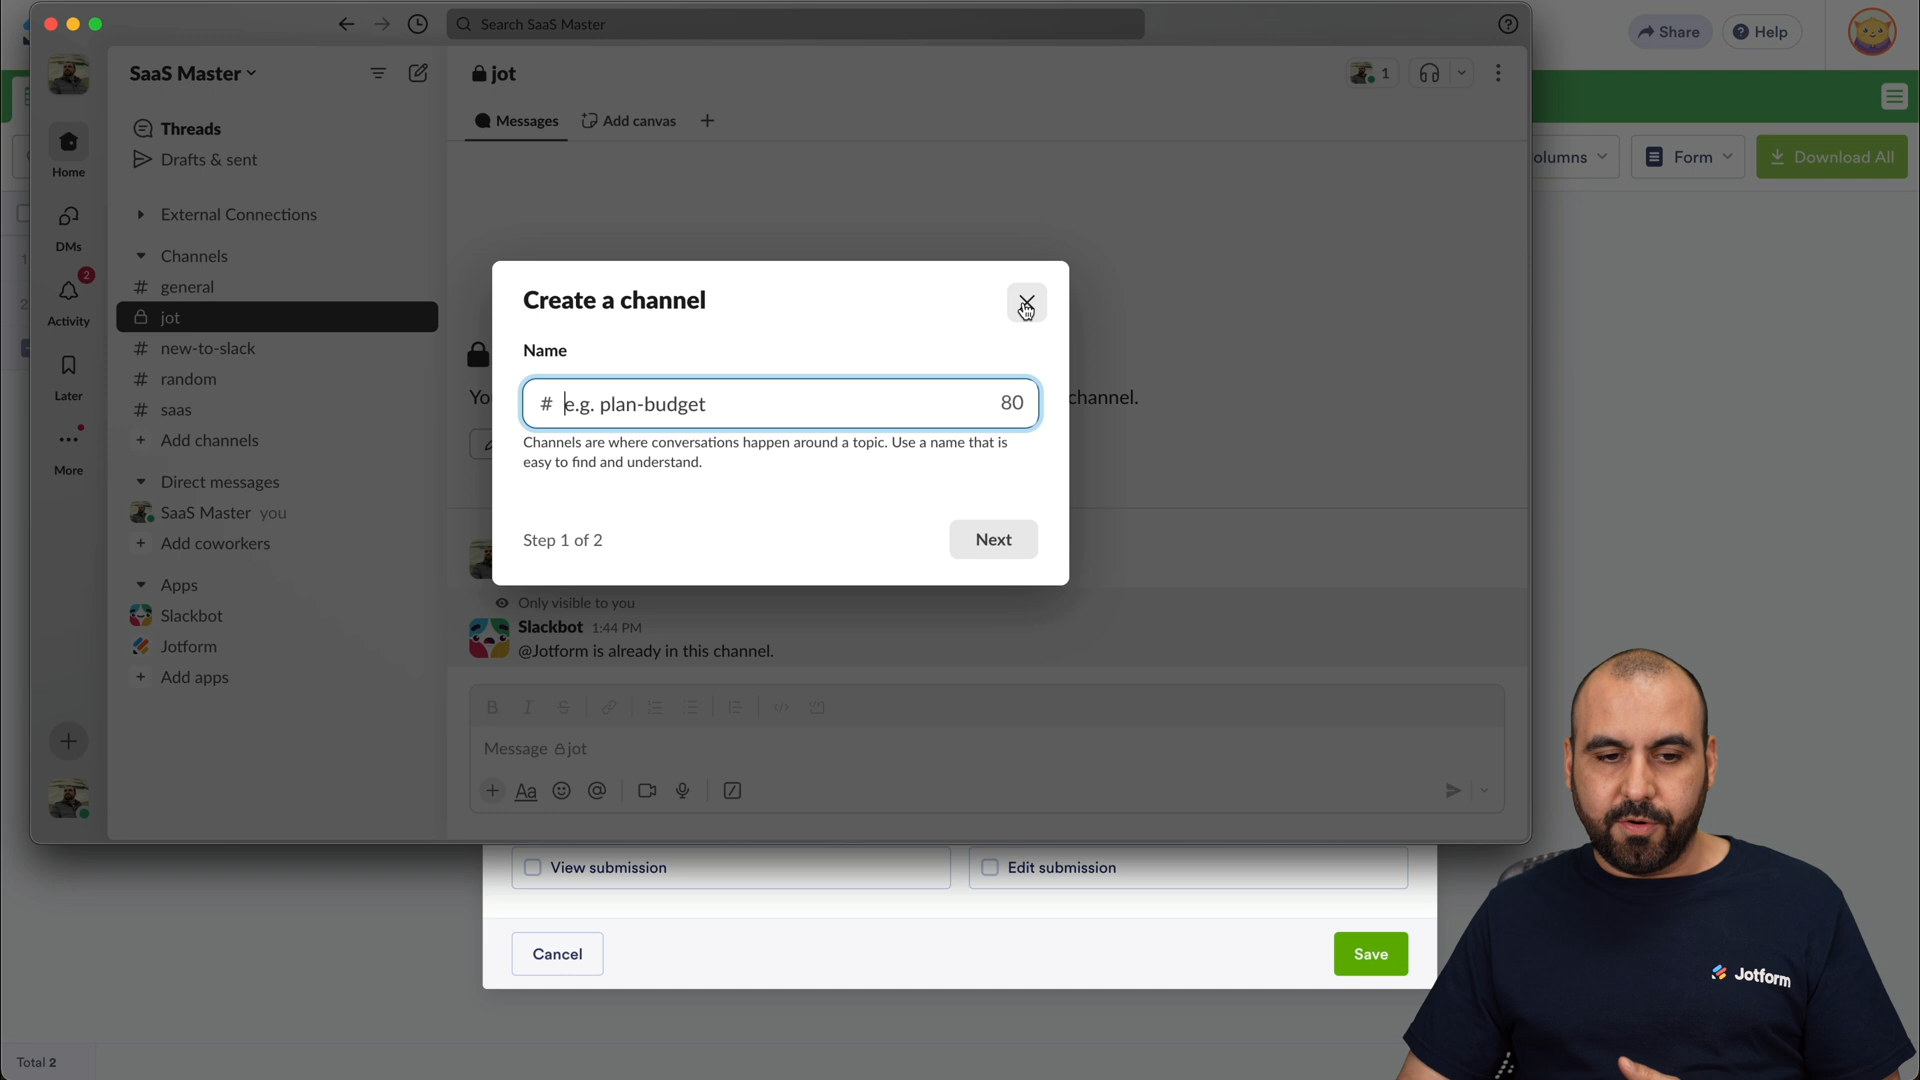 Search SaaS Master
Share
Help
SaaS Master
jot
1
Messages
Add canvas
Threads
Drafts & sent
Home
External Connections
DMs
Channels
general
2
Activity
jot
new-to-slack
random
Later
saas
Add channels
More
Direct messages
SaaS Master you
Add coworkers
Apps
Slackbot
Jotform
Add apps
olumns
Form
Download All
1
2
Create a channel
Name
# e.g. plan-budget
80
Channels are where conversations happen around a topic. Use a name that is
easy to find and understand.
Step 1 of 2
Next
Yo
channel.
Only visible to you
Slackbot 1:44 PM
@Jotform is already in this channel.
Message jot
Aa
View submission
Edit submission
Cancel
Save
Jotform
Total 2